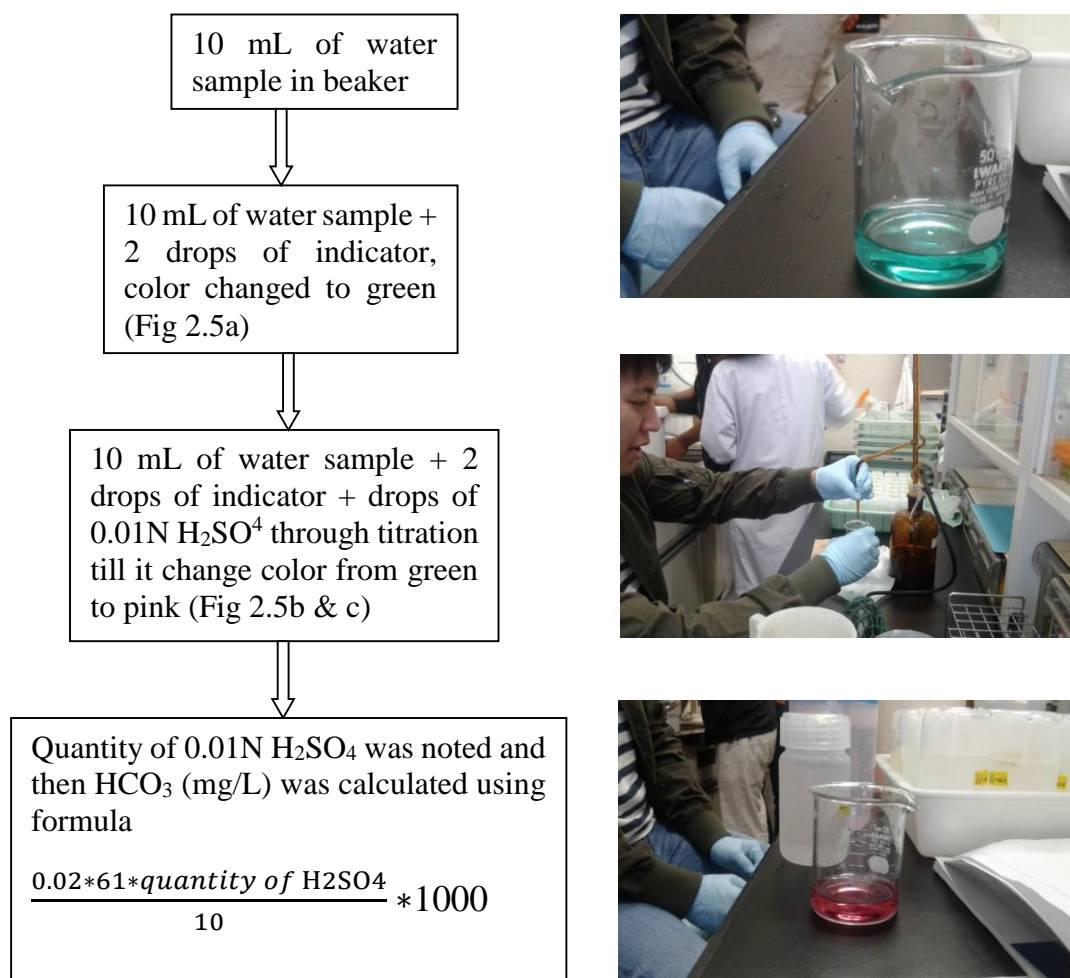 10 mL of water
sample in beaker
10 mL of water sample +
2 drops of indicator,
color changed to green
(Fig 2.5a)
10 mL of water sample + 2
drops of indicator + drops of
0.01N H₂SO⁴ through titration
till it change color from green
to pink (Fig 2.5b & c)
Quantity of 0.01N H₂SO₄ was noted and
then HCO₃ (mg/L) was calculated using
formula
0.02*61*quantity of H2SO4
10
*1000
50
IWAKI
PYREX